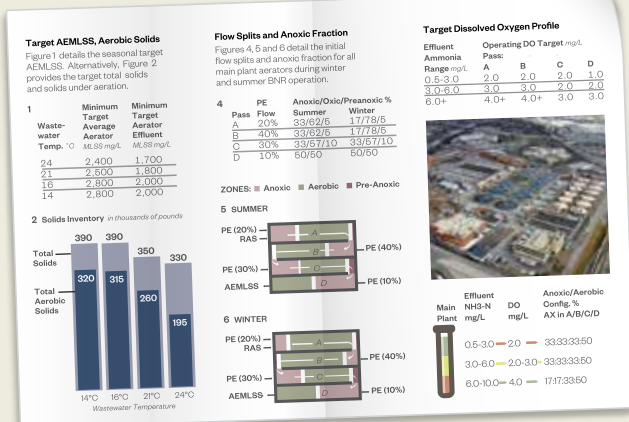 Target AEMLSS, Aerobic Solids
Figure 1 details the seasonal target
AEMLSS. Alternatively, Figure 2
provides the target total solids
and solids under aeration.
1
Waste-water Temp. °C | Minimum Target Average Aerator MLSS mg/L | Minimum Target Aerator Effluent MLSS mg/L
24 2,400 1,700
21 2,500 1,800
16 2,800 2,000
14 2,800 2,000
2 Solids Inventory in thousands of pounds
390 390 350 330
Total
Solids
320 315 260 195
Total
Aerobic
Solids
14°C 16°C 21°C 24°C
Wastewater Temperature
Flow Splits and Anoxic Fraction
Figures 4, 5 and 6 detail the initial
flow splits and anoxic fraction for all
main plant aerators during winter
and summer BNR operation.
4 PE Anoxic/Oxic/Preanoxic %
Pass Flow Summer Winter
A 20% 33/62/5 17/78/5
B 40% 33/62/5 17/78/5
C 30% 33/57/10 33/57/10
D 10% 50/50 50/50
ZONES: Anoxic Aerobic Pre-Anoxic
5 SUMMER
PE (20%) A
RAS
B PE (40%)
PE (30%) C
AEMLSS D PE (10%)
6 WINTER
PE (20%) A
RAS
B PE (40%)
PE (30%) C
AEMLSS D PE (10%)
Target Dissolved Oxygen Profile
Effluent Operating DO Target mg/L
Ammonia Pass:
Range mg/L A B C D
0.5-3.0 2.0 2.0 2.0 1.0
3.0-6.0 3.0 3.0 2.0 2.0
6.0+ 4.0+ 4.0+ 3.0 3.0
Main
Plant
Effluent
NH3-N
mg/L
DO
mg/L
Anoxic/Aerobic
Config. %
AX in A/B/C/D
0.5-3.0 2.0 33:33:33:50
3.0-6.0 2.0-3.0 33:33:33:50
6.0-10.0 4.0 17:17:33:50